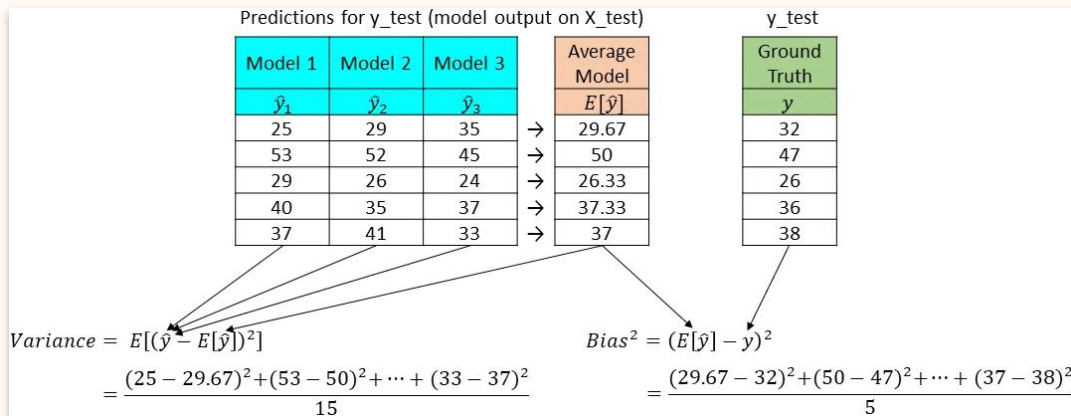 Predictions for y_test (model output on X_test) y_test
Model 1 Model 2 Model 3 Average Model Ground Truth
ŷ₁ ŷ₂ ŷ₃ E[ŷ] y
25 29 35 → 29.67 32
53 52 45 → 50 47
29 26 24 → 26.33 26
40 35 37 → 37.33 36
37 41 33 → 37 38
Variance = E[(ŷ − E[ŷ])²] Bias² = (E[ŷ] − y)²
= (25 − 29.67)²+(53 − 50)²+ ⋯ + (33 − 37)² / 15 = (29.67 − 32)²+(50 − 47)²+ ⋯ + (37 − 38)² / 5